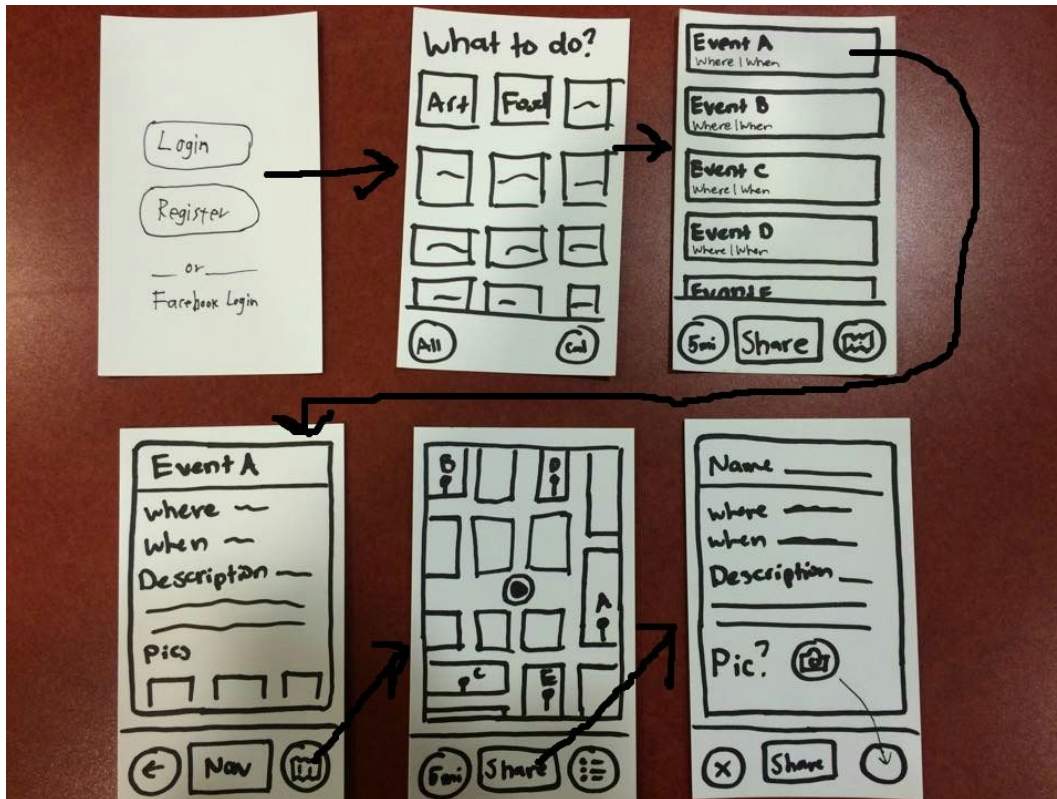 Login
Register
or
Facebook Login
What to do?
Art Food
All Cal
Event A
Where | When
Event B
Where | When
Event C
Where | When
Event D
Where | When
Event E
5mi Share
Event A
where
when
Description
Pics
Nav
B D
A
C E
5mi Share
Name
where
when
Description
Pic?
X Share